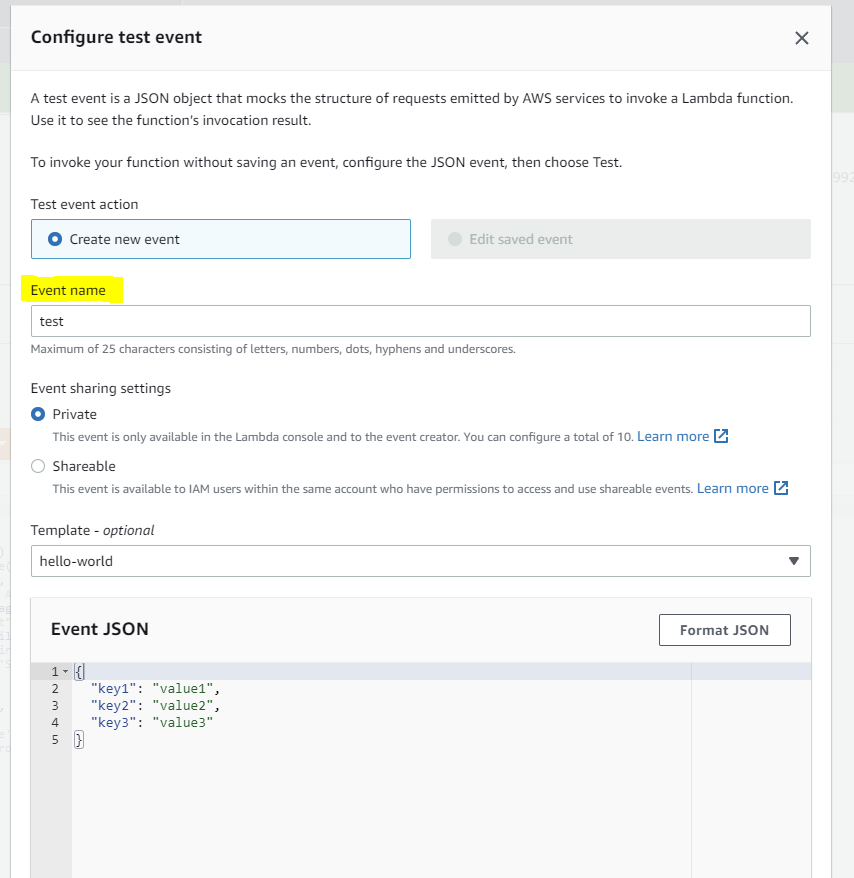 Configure test event
A test event is a JSON object that mocks the structure of requests emitted by AWS services to invoke a Lambda function.
Use it to see the function's invocation result.
To invoke your function without saving an event, configure the JSON event, then choose Test.
Test event action
Create new event
Edit saved event
Event name
test
Maximum of 25 characters consisting of letters, numbers, dots, hyphens and underscores.
Event sharing settings
Private
This event is only available in the Lambda console and to the event creator. You can configure a total of 10. Learn more
Shareable
This event is available to IAM users within the same account who have permissions to access and use shareable events. Learn more
Template - optional
hello-world
Event JSON
Format JSON
1 {
2 "key1": "value1",
3 "key2": "value2",
4 "key3": "value3"
5 }